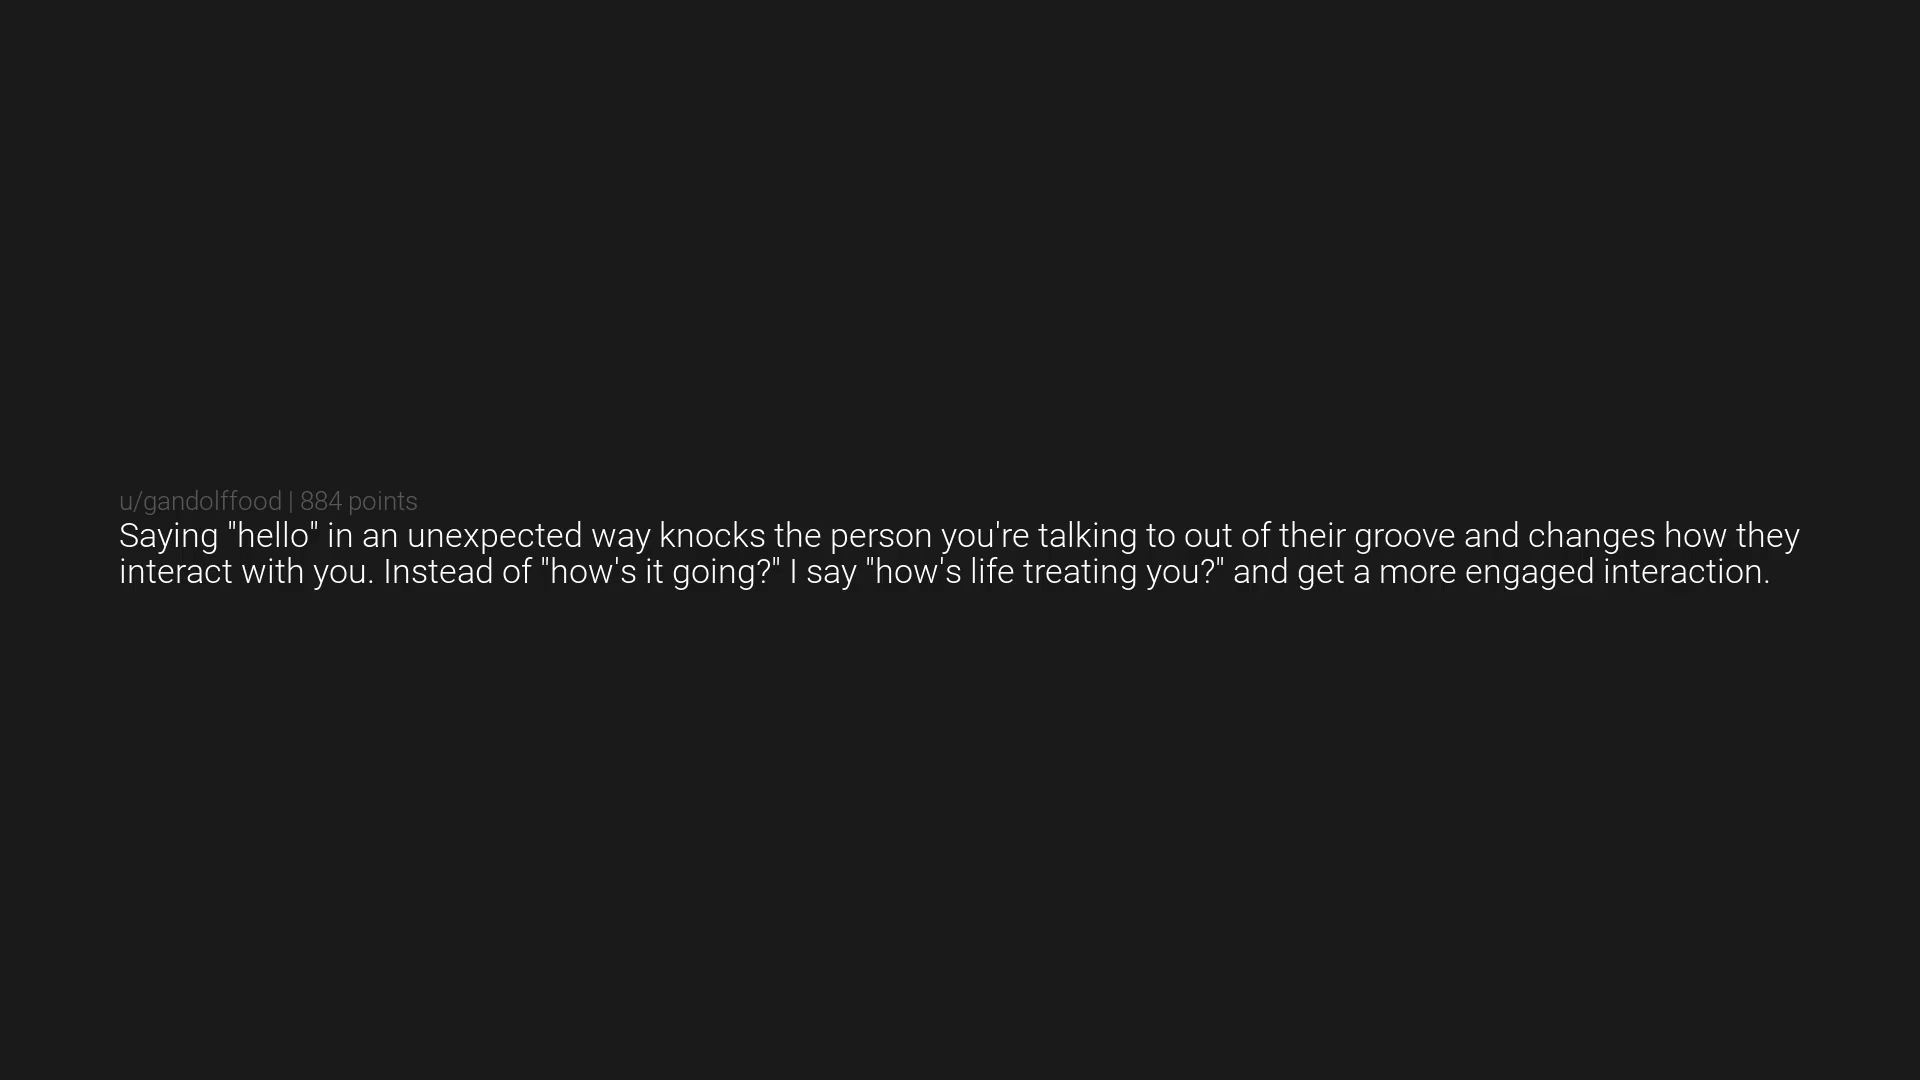 u/gandolffood | 884 points
Saying "hello" in an unexpected way knocks the person you're talking to out of their groove and changes how they
interact with you. Instead of "how's it going?" I say "how's life treating you?" and get a more engaged interaction.